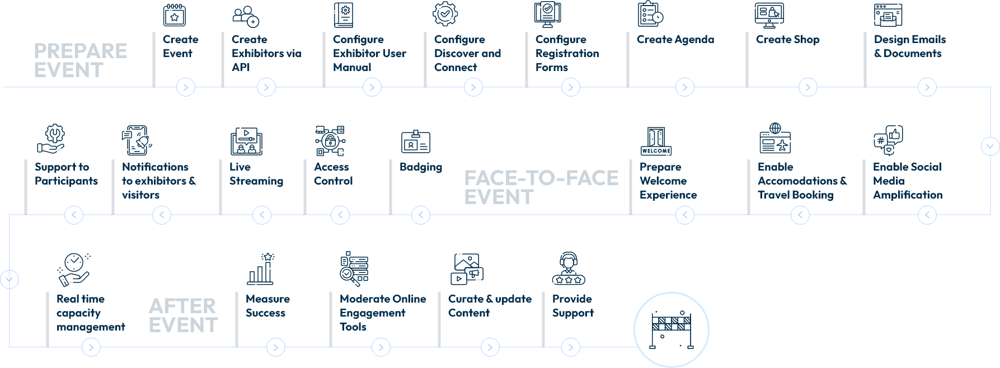 PREPARE
EVENT
Create
Event
Create
Exhibitors via
API
Configure
Exhibitor User
Manual
Configure
Discover and
Connect
Configure
Registration
Forms
Create Agenda
Create Shop
Design Emails
& Documents
Enable Social
Media
Amplification
Enable
Accomodations &
Travel Booking
WELCOME
Prepare
Welcome
Experience
FACE-TO-FACE
EVENT
Badging
Access
Control
Live
Streaming
Notifications
to exhibitors &
visitors
Support to
Participants
Real time
capacity
management
AFTER
EVENT
Measure
Success
Moderate Online
Engagement
Tools
Curate & update
Content
Provide
Support